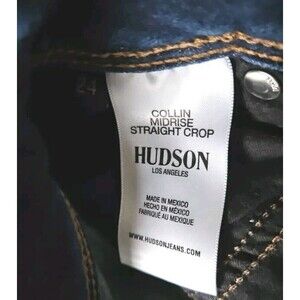 24
COLLIN
MIDRISE
STRAIGHT CROP
HUDSON
LOS ANGELES
MADE IN MEXICO
HECHO EN MÉXICO
FABRIQUÉ AU MEXIQUE
WWW.HUDSONJEANS.COM